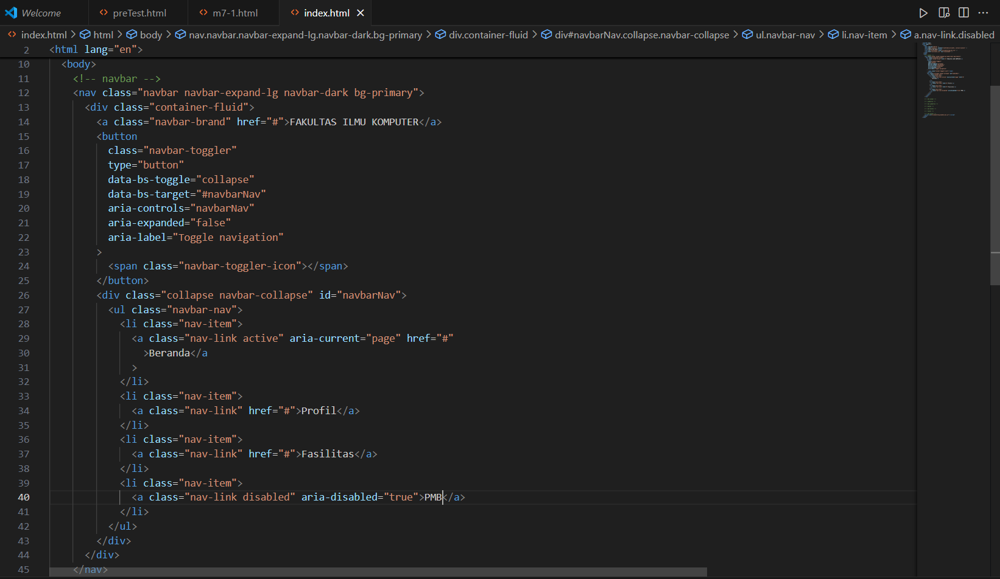 Welcome
preTest.html
m7-1.html
index.html
index.html html body nav.navbar.navbar-expand-lg.navbar-dark.bg-primary div.container-fluid div#navbarNav.collapse.navbar-collapse ul.navbar-nav li.nav-item a.nav-link.disabled
2 <html lang="en">
10 <body>
11 <!-- navbar -->
12 <nav class="navbar navbar-expand-lg navbar-dark bg-primary">
13 <div class="container-fluid">
14 <a class="navbar-brand" href="#">FAKULTAS ILMU KOMPUTER</a>
15 <button
16 class="navbar-toggler"
17 type="button"
18 data-bs-toggle="collapse"
19 data-bs-target="#navbarNav"
20 aria-controls="navbarNav"
21 aria-expanded="false"
22 aria-label="Toggle navigation"
23 >
24 <span class="navbar-toggler-icon"></span>
25 </button>
26 <div class="collapse navbar-collapse" id="navbarNav">
27 <ul class="navbar-nav">
28 <li class="nav-item">
29 <a class="nav-link active" aria-current="page" href="#"
30 >Beranda</a
31 >
32 </li>
33 <li class="nav-item">
34 <a class="nav-link" href="#">Profil</a>
35 </li>
36 <li class="nav-item">
37 <a class="nav-link" href="#">Fasilitas</a>
38 </li>
39 <li class="nav-item">
40 <a class="nav-link disabled" aria-disabled="true">PMB</a>
41 </li>
42 </ul>
43 </div>
44 </div>
45 </nav>